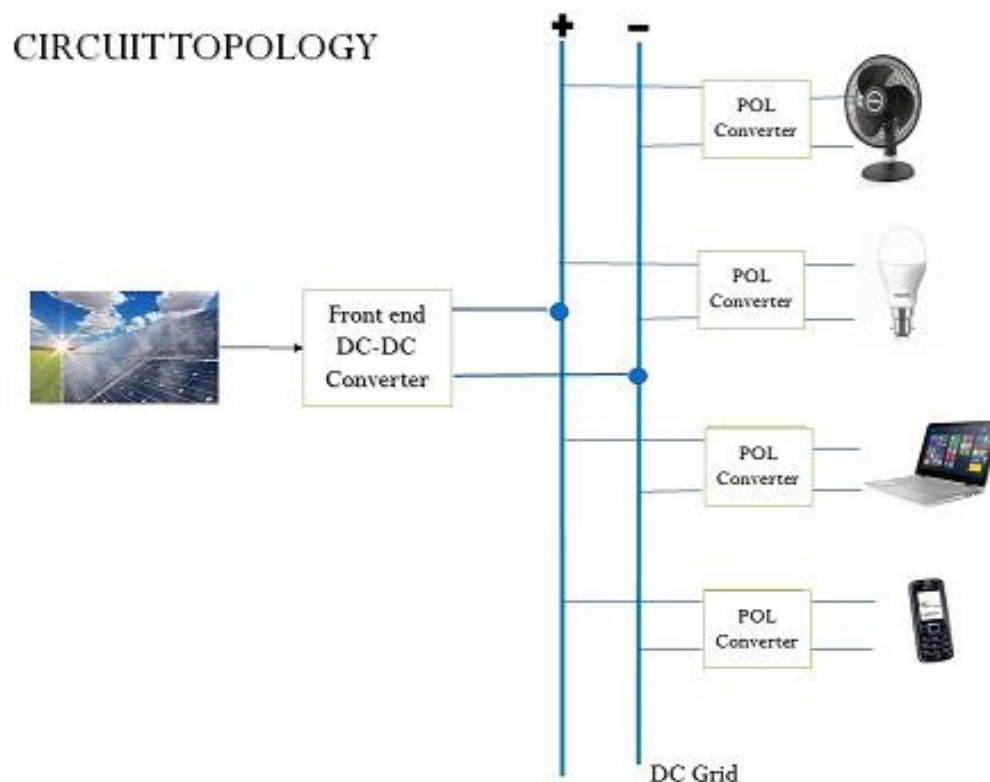 CIRCUITTOPOLOGY
+ −
POL
Converter
POL
Converter
Front end
DC-DC
Converter
POL
Converter
POL
Converter
DC Grid